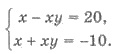 x − xy = 20,
x + xy = −10.